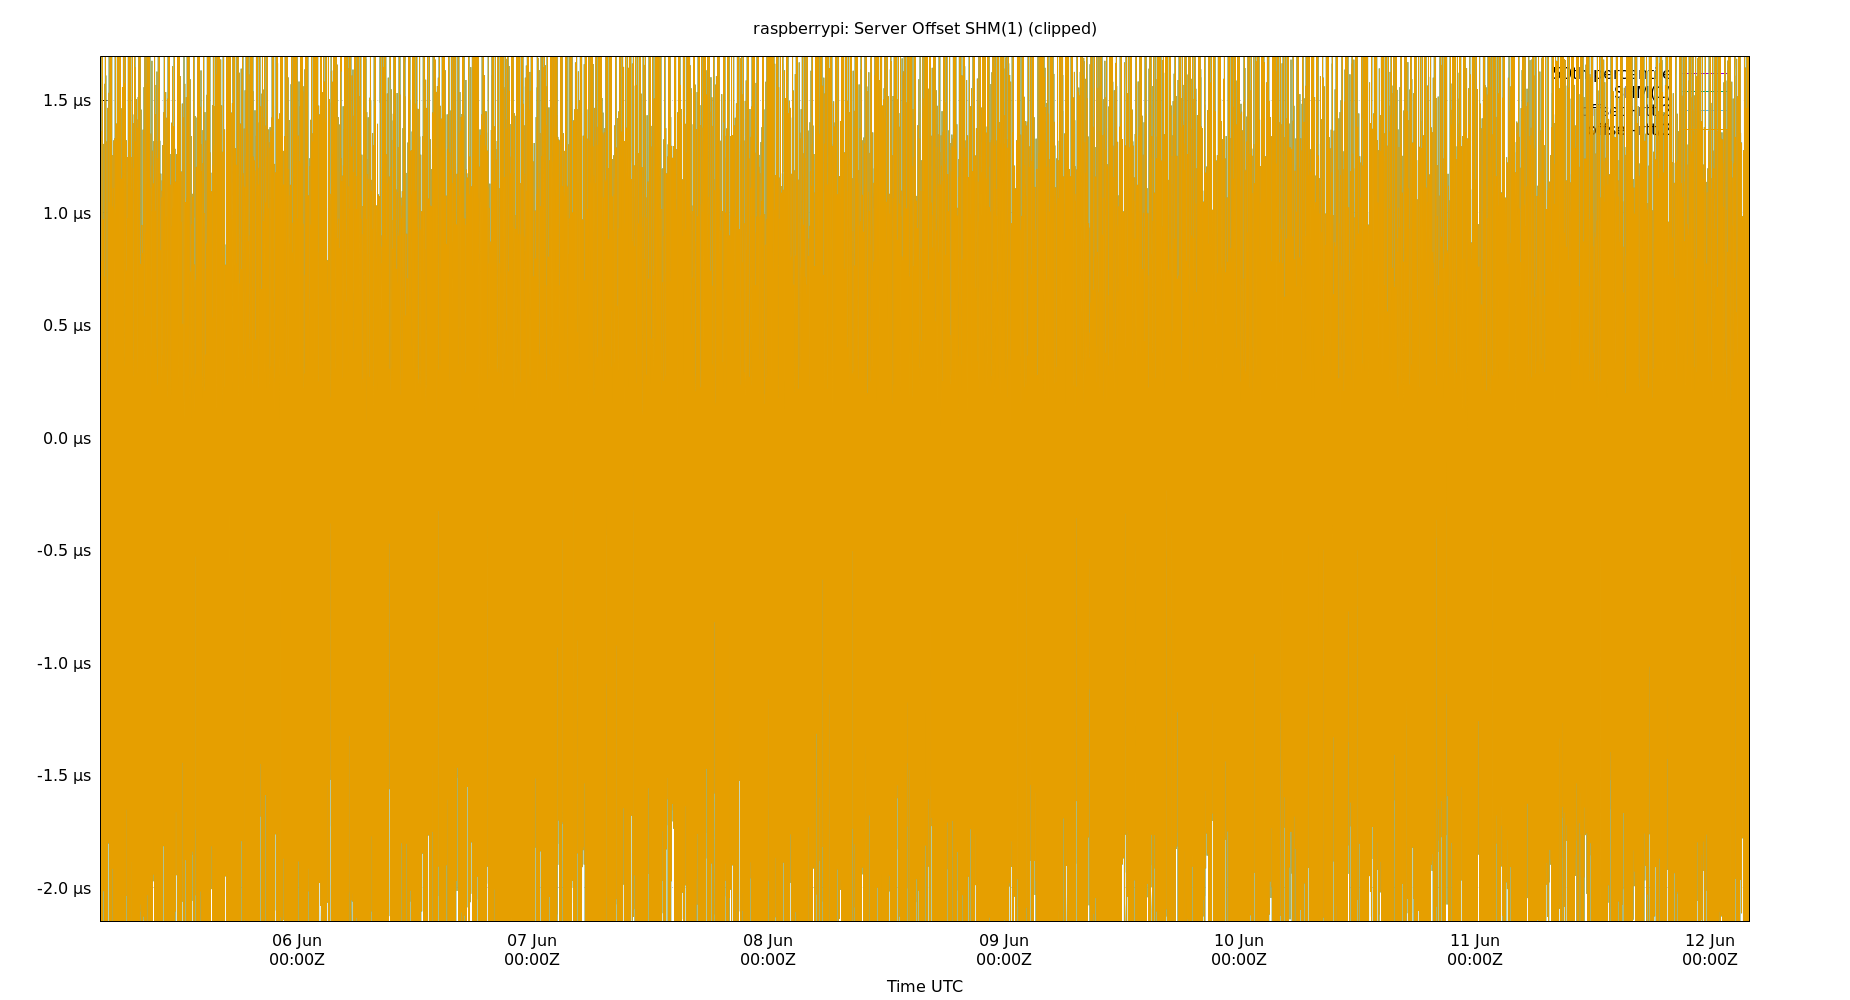 raspberrypi: Server Offset SHM(1) (clipped)
1.5 µs
1.0 µs
0.5 µs
0.0 µs
-0.5 µs
-1.0 µs
-1.5 µs
-2.0 µs
06 Jun
00:00Z
07 Jun
00:00Z
08 Jun
00:00Z
09 Jun
00:00Z
10 Jun
00:00Z
11 Jun
00:00Z
12 Jun
00:00Z
Time UTC